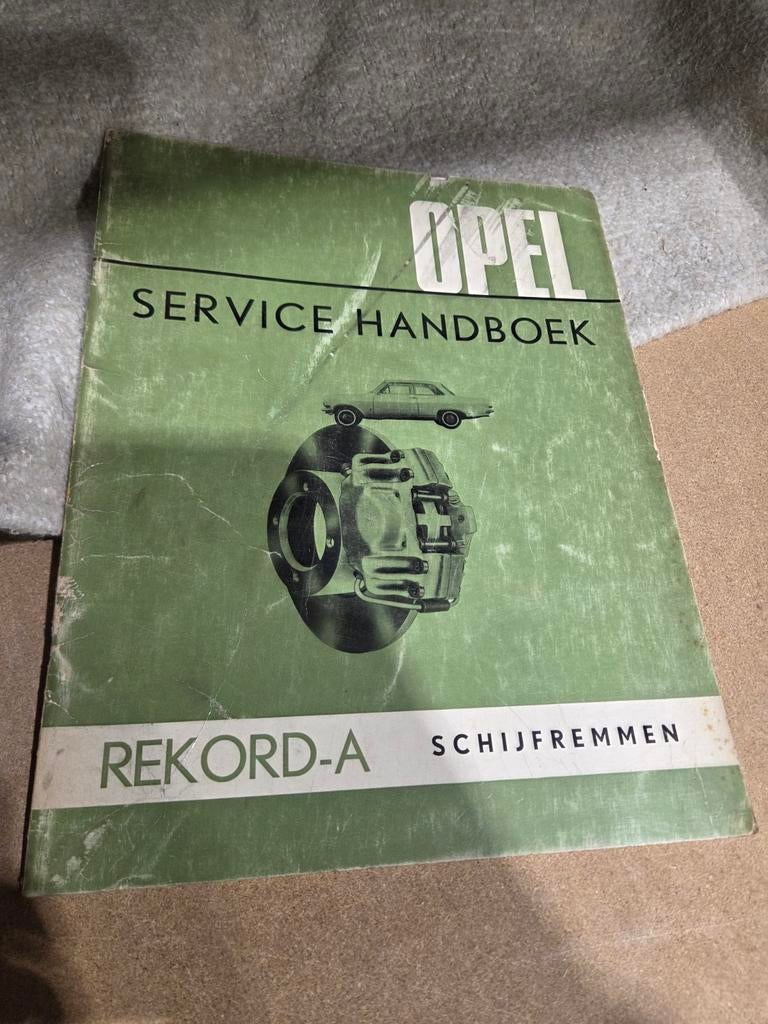 OPEL
SERVICE HANDBOEK
REKORD-A SCHIJFREMMEN